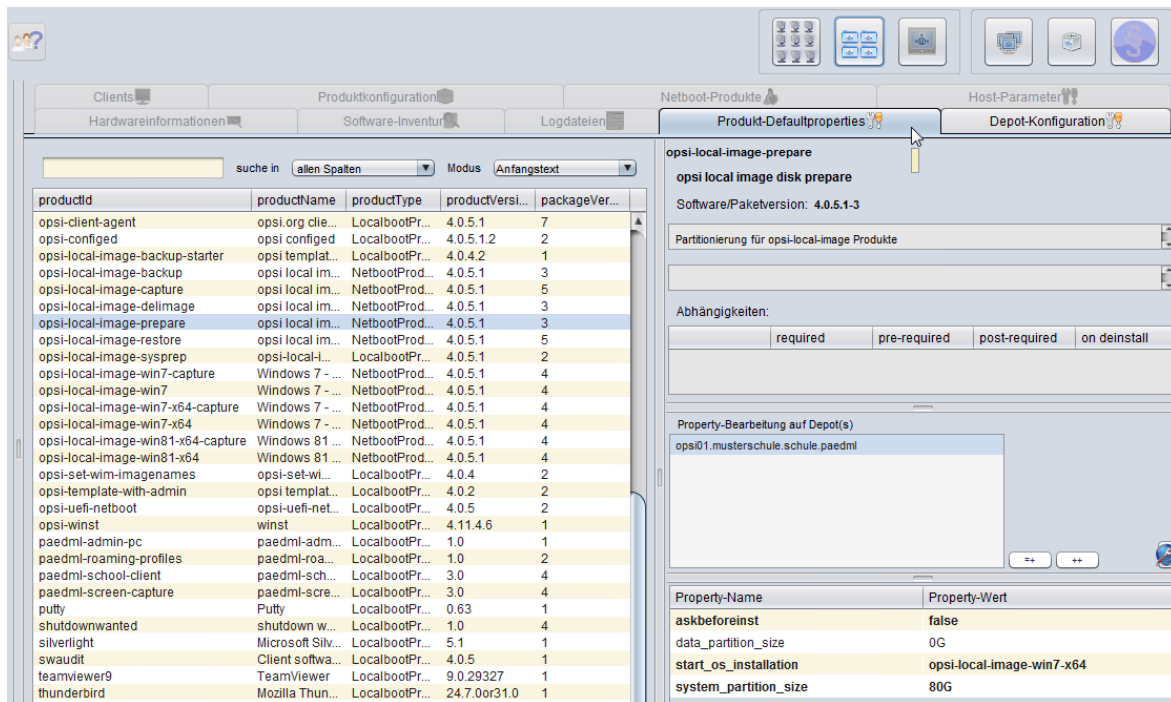 Clients Produktkonfiguration Netboot-Produkte Host-Parameter
Hardwareinformationen Software-Inventur Logdateien Produkt-Defaultproperties Depot-Konfiguration
suche in allen Spalten Modus Anfangstext
productId productName productType productVersi... packageVer...
opsi-client-agent opsi.org clie... LocalbootPr... 4.0.5.1 7
opsi-configed opsi configed LocalbootPr... 4.0.5.1.2 2
opsi-local-image-backup-starter opsi templat... LocalbootPr... 4.0.4.2 1
opsi-local-image-backup opsi local im... NetbootProd... 4.0.5.1 3
opsi-local-image-capture opsi local im... NetbootProd... 4.0.5.1 5
opsi-local-image-delimage opsi local im... NetbootProd... 4.0.5.1 3
opsi-local-image-prepare opsi local im... NetbootProd... 4.0.5.1 3
opsi-local-image-restore opsi local im... NetbootProd... 4.0.5.1 5
opsi-local-image-sysprep opsi-local-i... LocalbootPr... 4.0.5.1 2
opsi-local-image-win7-capture Windows 7 - ... NetbootProd... 4.0.5.1 4
opsi-local-image-win7 Windows 7 - ... NetbootProd... 4.0.5.1 4
opsi-local-image-win7-x64-capture Windows 7 - ... NetbootProd... 4.0.5.1 4
opsi-local-image-win7-x64 Windows 7 - ... NetbootProd... 4.0.5.1 4
opsi-local-image-win81-x64-capture Windows 81 ... NetbootProd... 4.0.5.1 4
opsi-local-image-win81-x64 Windows 81 ... NetbootProd... 4.0.5.1 4
opsi-set-wim-imagenames opsi-set-wi... LocalbootPr... 4.0.4 2
opsi-template-with-admin opsi templat... LocalbootPr... 4.0.2 2
opsi-uefi-netboot opsi-uefi-net... LocalbootPr... 4.0.5 2
opsi-winst winst LocalbootPr... 4.11.4.6 1
paedml-admin-pc paedml-adm... LocalbootPr... 1.0 1
paedml-roaming-profiles paedml-roa... LocalbootPr... 1.0 2
paedml-school-client paedml-sch... LocalbootPr... 3.0 4
paedml-screen-capture paedml-scre... LocalbootPr... 3.0 4
putty Putty LocalbootPr... 0.63 1
shutdownwanted shutdown w... LocalbootPr... 1.0 4
silverlight Microsoft Silv... LocalbootPr... 5.1 1
swaudit Client softwa... LocalbootPr... 4.0.5 1
teamviewer9 TeamViewer LocalbootPr... 9.0.29327 1
thunderbird Mozilla Thun... LocalbootPr... 24.7.0or31.0 1
opsi-local-image-prepare
opsi local image disk prepare
Software/Paketversion: 4.0.5.1-3
Partitionierung für opsi-local-image Produkte
Abhängigkeiten:
required pre-required post-required on deinstall
Property-Bearbeitung auf Depot(s)
opsi01.musterschule.schule.paedml
=+ ++
Property-Name Property-Wert
askbeforeinst false
data_partition_size 0G
start_os_installation opsi-local-image-win7-x64
system_partition_size 80G